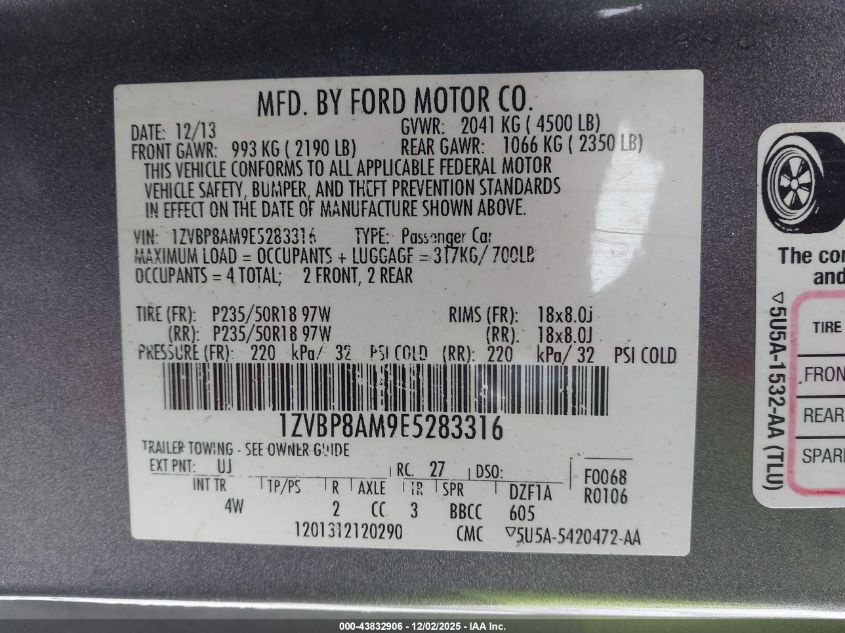 MFD. BY FORD MOTOR CO.
DATE: 12/13 GVWR: 2041 KG ( 4500 LB)
FRONT GAWR: 993 KG ( 2190 LB) REAR GAWR: 1066 KG ( 2350 LB)
THIS VEHICLE CONFORMS TO ALL APPLICABLE FEDERAL MOTOR
VEHICLE SAFETY, BUMPER, AND THEFT PREVENTION STANDARDS
IN EFFECT ON THE DATE OF MANUFACTURE SHOWN ABOVE.
VIN: 1ZVBP8AM9E5283316 TYPE: Passenger Car
MAXIMUM LOAD = OCCUPANTS + LUGGAGE = 317KG/ 700LB
OCCUPANTS = 4 TOTAL; 2 FRONT, 2 REAR
TIRE (FR): P235/50R18 97W RIMS (FR): 18x8.0J
(RR): P235/50R18 97W (RR): 18x8.0J
PRESSURE (FR): 220 kPa/ 32 PSI COLD (RR): 220 kPa/ 32 PSI COLD
1ZVBP8AM9E5283316
TRAILER TOWING - SEE OWNER GUIDE
EXT PNT: UJ RC: 27 DSO: F0068
INT TR TP/PS R AXLE TR SPR DZF1A R0106
4W 2 CC 3 BBCC 605
1201312120290 CMC ▽5U5A-5420472-AA
The co
and
▽5U5A-1532-AA (TLU)
TIRE
FRON
REAR
SPAR
000-43832906 - 12/02/2025 - IAA Inc.